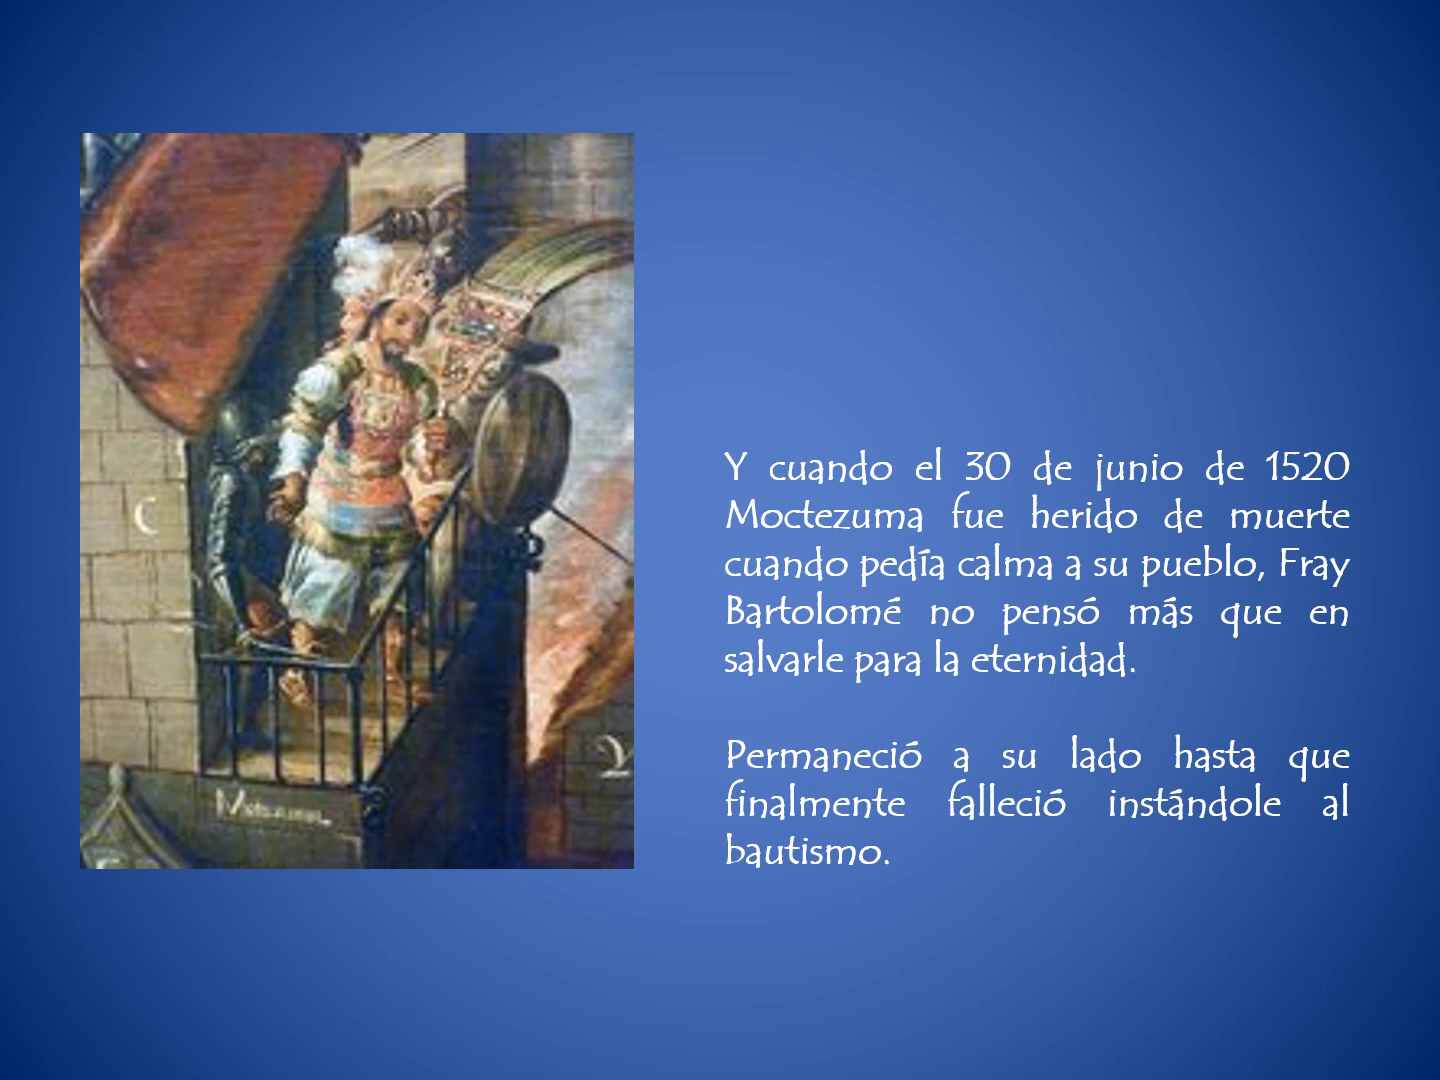 C
Y cuando el 30 de junio de 1520
Moctezuma fue herido de muerte
cuando pedía calma a su pueblo, Fray
Bartolomé no pensó más que en
salvarle para la eternidad.
Permaneció a su lado hasta que
finalmente falleció instándole al
bautismo.